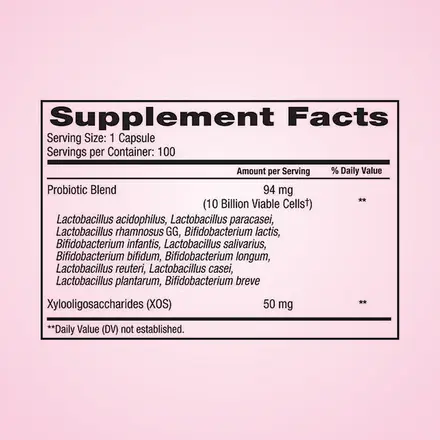 Supplement Facts
Serving Size: 1 Capsule
Servings per Container: 100
Amount per Serving % Daily Value
Probiotic Blend 94 mg
(10 Billion Viable Cells†) **
Lactobacillus acidophilus, Lactobacillus paracasei,
Lactobacillus rhamnosus GG, Bifidobacterium lactis,
Bifidobacterium infantis, Lactobacillus salivarius,
Bifidobacterium bifidum, Bifidobacterium longum,
Lactobacillus reuteri, Lactobacillus casei,
Lactobacillus plantarum, Bifidobacterium breve
Xylooligosaccharides (XOS) 50 mg **
**Daily Value (DV) not established.